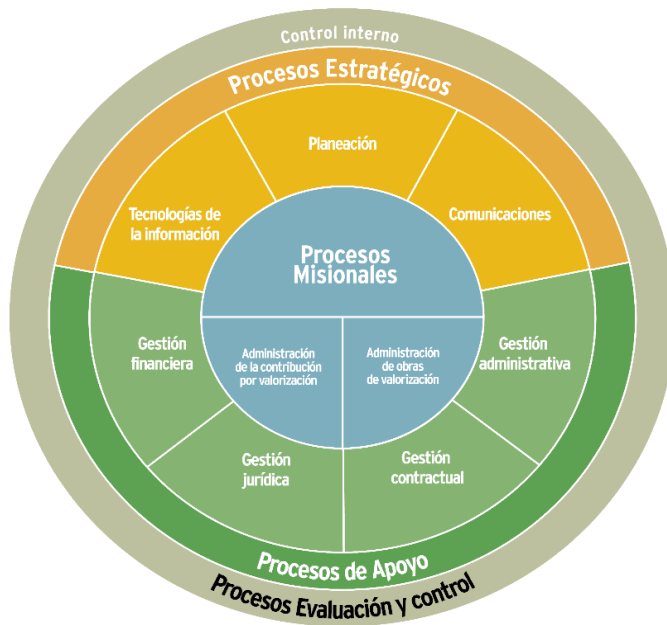 Control interno
Procesos Estratégicos
Planeación
Tecnologías de
la información
Comunicaciones
Procesos
Misionales
Gestión
financiera
Administración
de la contribución
por valorización
Administración
de obras
de valorización
Gestión
administrativa
Gestión
jurídica
Gestión
contractual
Procesos de Apoyo
Procesos Evaluación y control